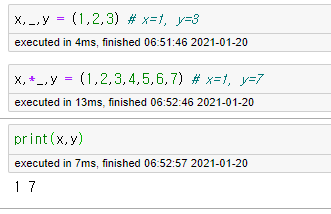 x,_,y = (1,2,3) # x=1, y=3
executed in 4ms, finished 06:51:46 2021-01-20
x,*_,y = (1,2,3,4,5,6,7) # x=1, y=7
executed in 13ms, finished 06:52:46 2021-01-20
print(x,y)
executed in 7ms, finished 06:52:57 2021-01-20
1 7